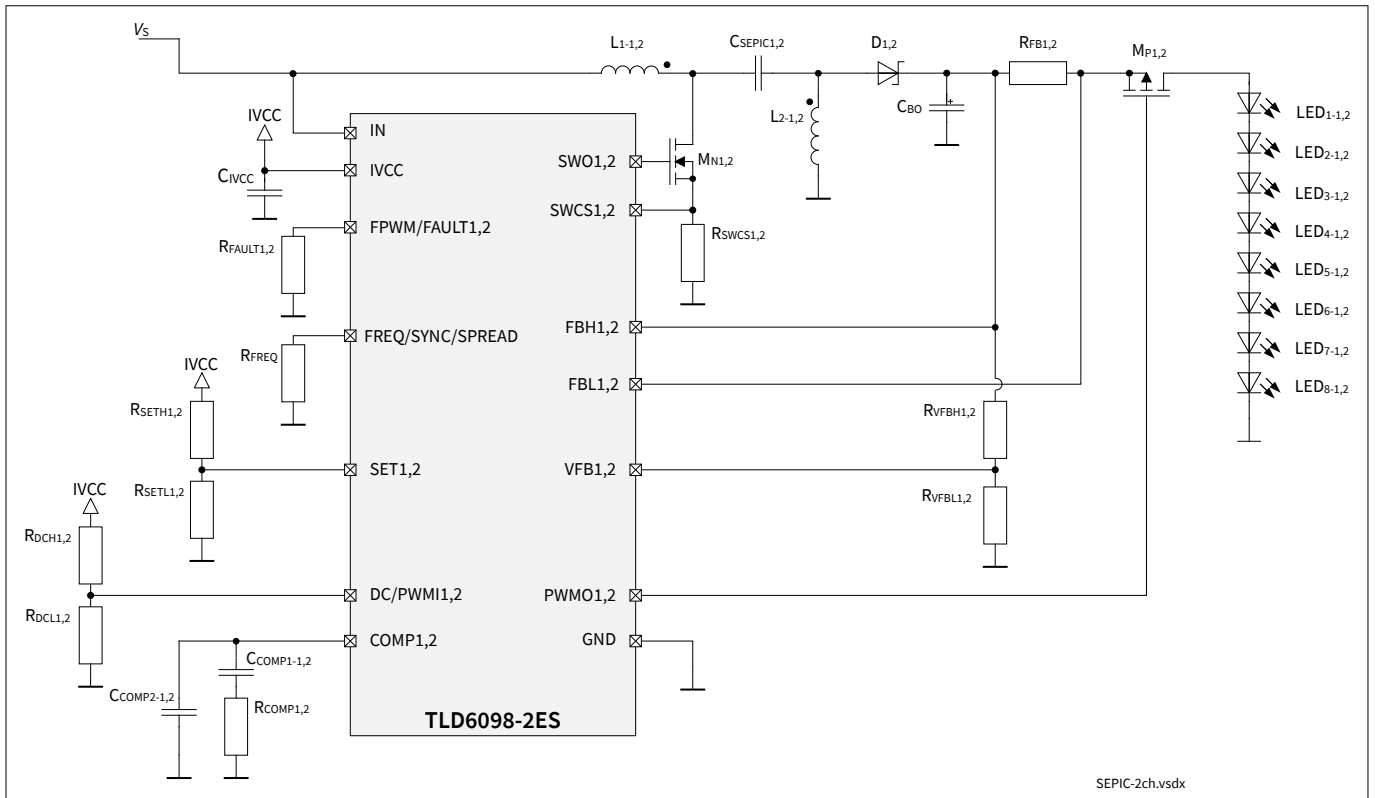 VS
L1-1,2
CSEPIC1,2
D1,2
RFB1,2
MP1,2
CBO
+
L2-1,2
IVCC
IN
IVCC
CIVCC
SWO1,2
MN1,2
SWCS1,2
RSWCS1,2
FPWM/FAULT1,2
RFAULT1,2
FREQ/SYNC/SPREAD
RFREQ
FBH1,2
FBL1,2
IVCC
RSETH1,2
SET1,2
RSETL1,2
VFB1,2
RVFBH1,2
RVFBL1,2
IVCC
RDCH1,2
DC/PWMI1,2
RDCL1,2
PWMO1,2
COMP1,2
GND
CCOMP1-1,2
CCOMP2-1,2
RCOMP1,2
TLD6098-2ES
LED1-1,2
LED2-1,2
LED3-1,2
LED4-1,2
LED5-1,2
LED6-1,2
LED7-1,2
LED8-1,2
SEPIC-2ch.vsdx